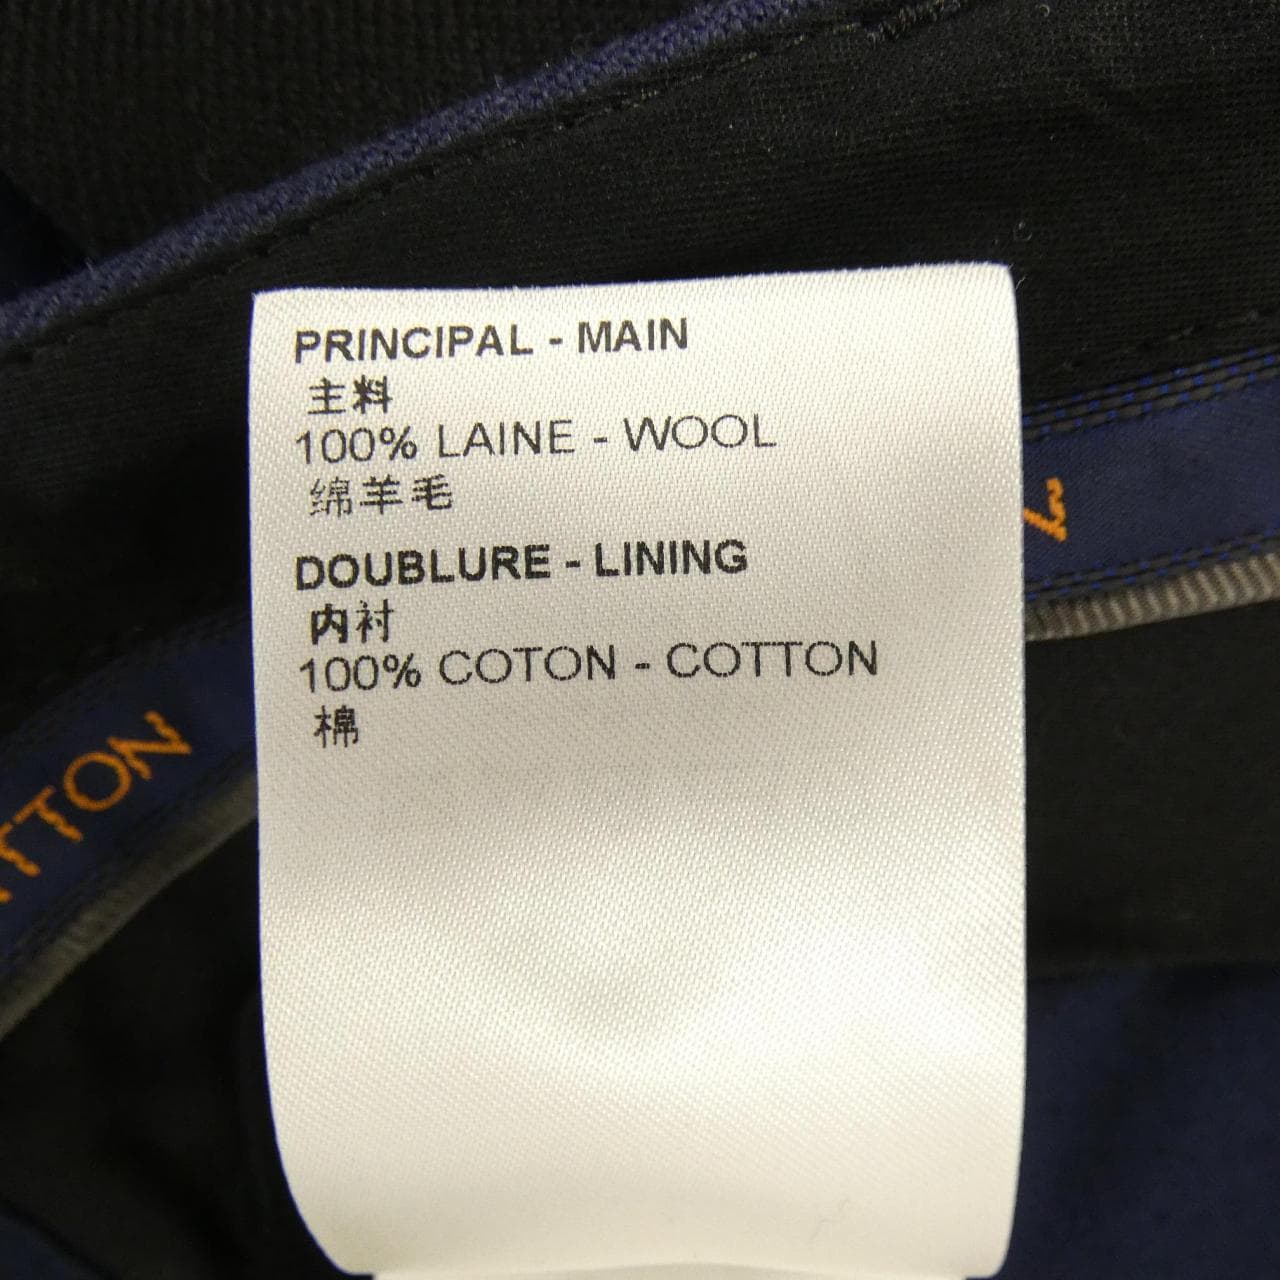 PRINCIPAL - MAIN
主料
100% LAINE - WOOL
绵羊毛
DOUBLURE - LINING
内衬
100% COTON - COTTON
棉
TTON